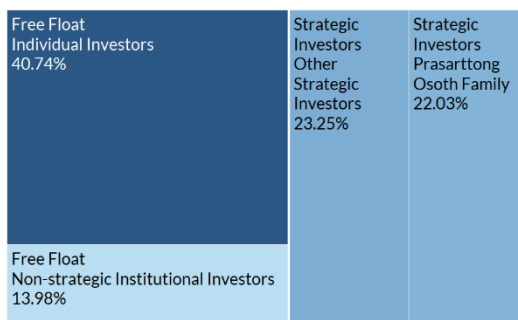 Free Float
Individual Investors
40.74%
Free Float
Non-strategic Institutional Investors
13.98%
Strategic
Investors
Other
Strategic
Investors
23.25%
Strategic
Investors
Prasarttong
Osoth Family
22.03%